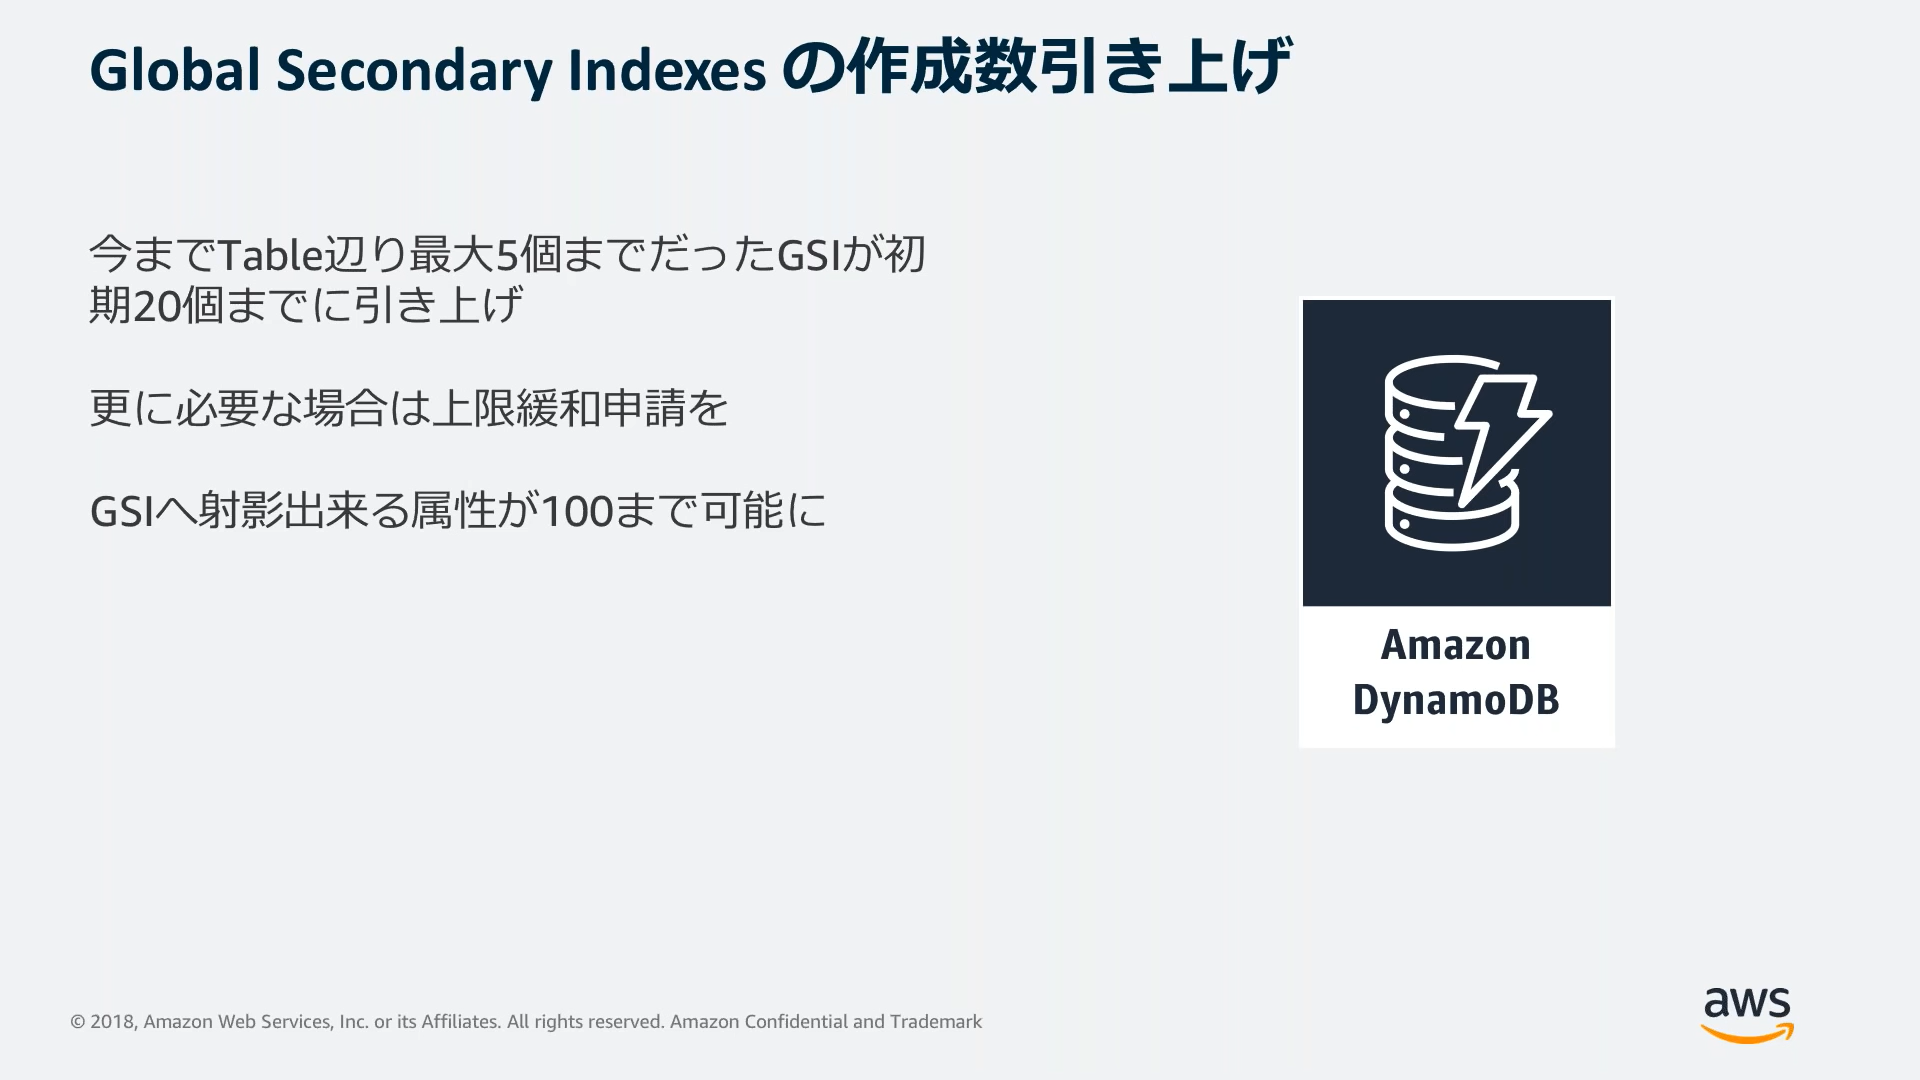 Global Secondary Indexes の作成数引き上げ
今までTable辺り最大5個までだったGSIが初
期20個までに引き上げ
更に必要な場合は上限緩和申請を
GSIへ射影出来る属性が100まで可能に
Amazon
DynamoDB
© 2018, Amazon Web Services, Inc. or its Affiliates. All rights reserved. Amazon Confidential and Trademark
aws